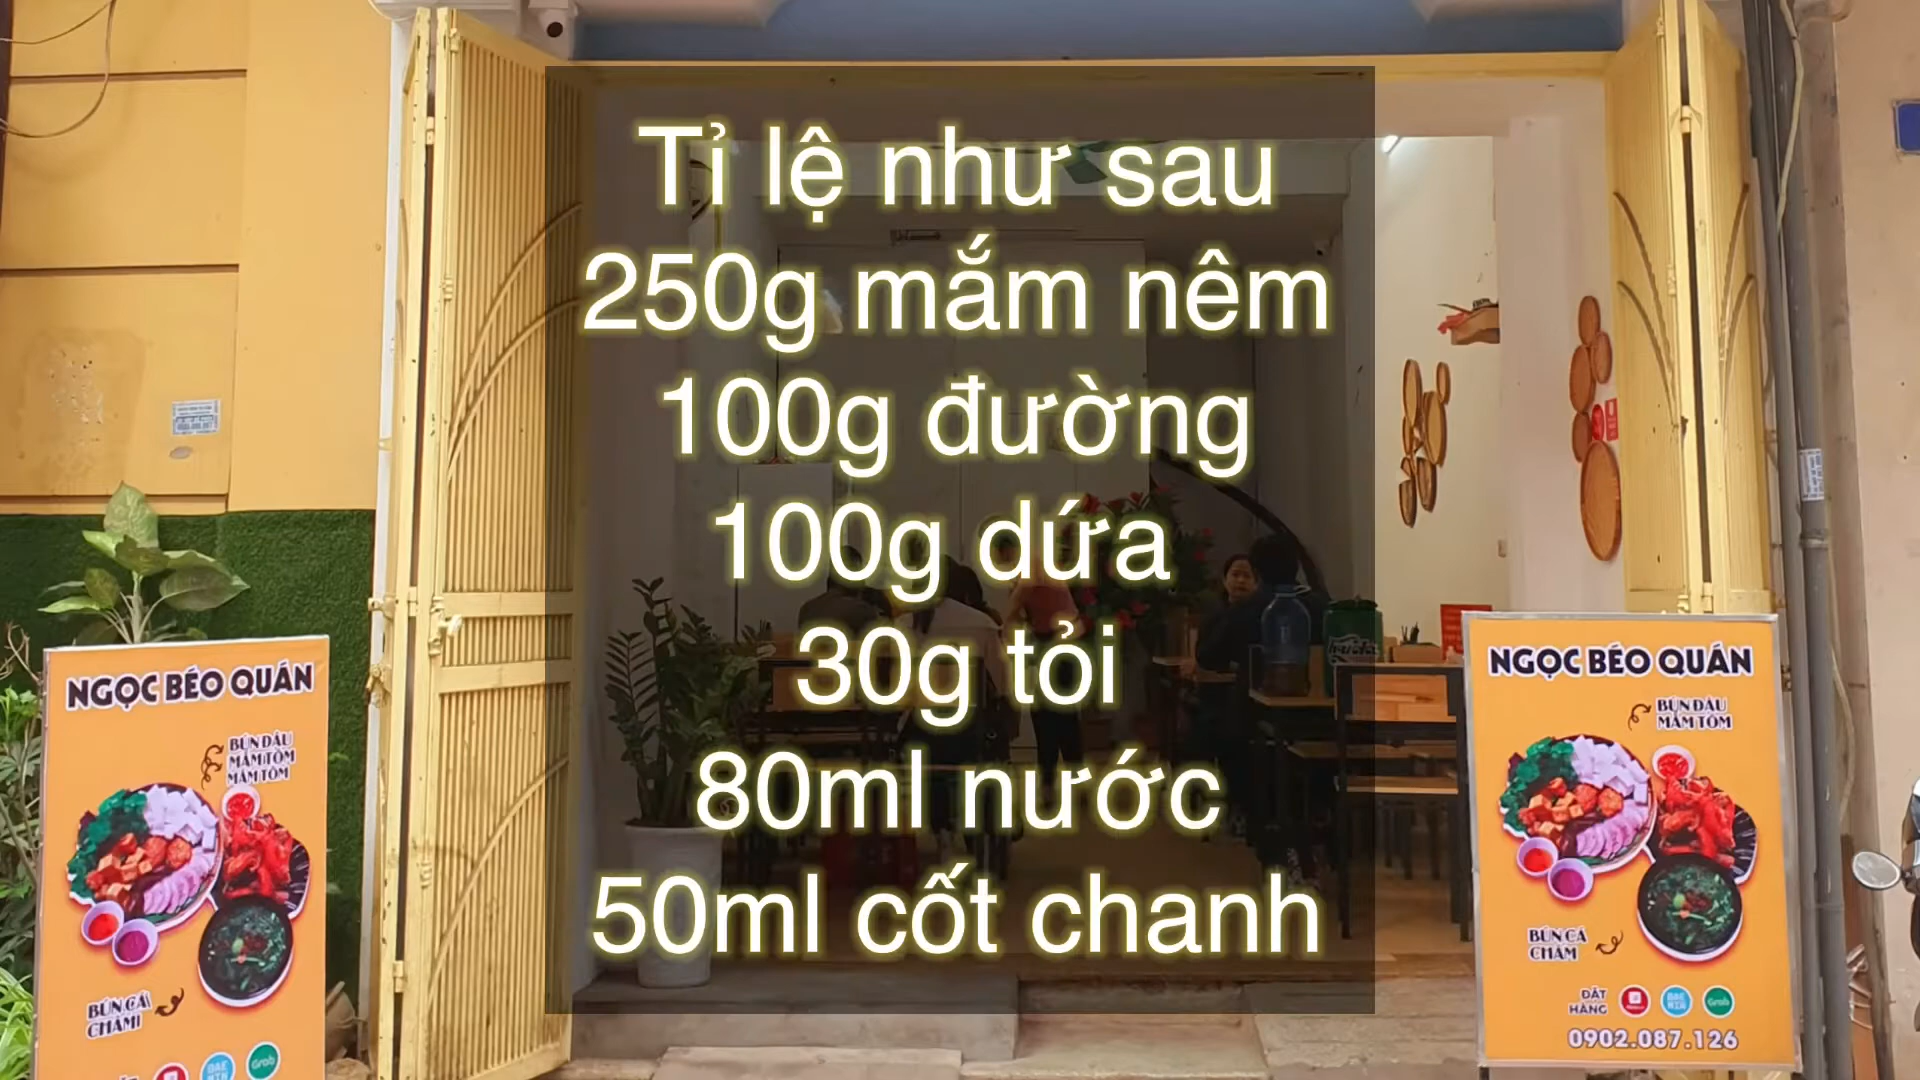 Tỉ lệ như sau
250g mắm nêm
100g đường
100g dứa
30g tỏi
80ml nước
50ml cốt chanh
NGỌC BÉO QUÁN
BÚN ĐẬU
MẮM TÔM
MẮM TÔM
BÚN CÁ
CHẤM
Grab
NGỌC BÉO QUÁN
BÚN ĐẬU
MẮM TÔM
BÚN CÁ
CHẤM
ĐẶT
HÀNG
Grab
0902.087.126